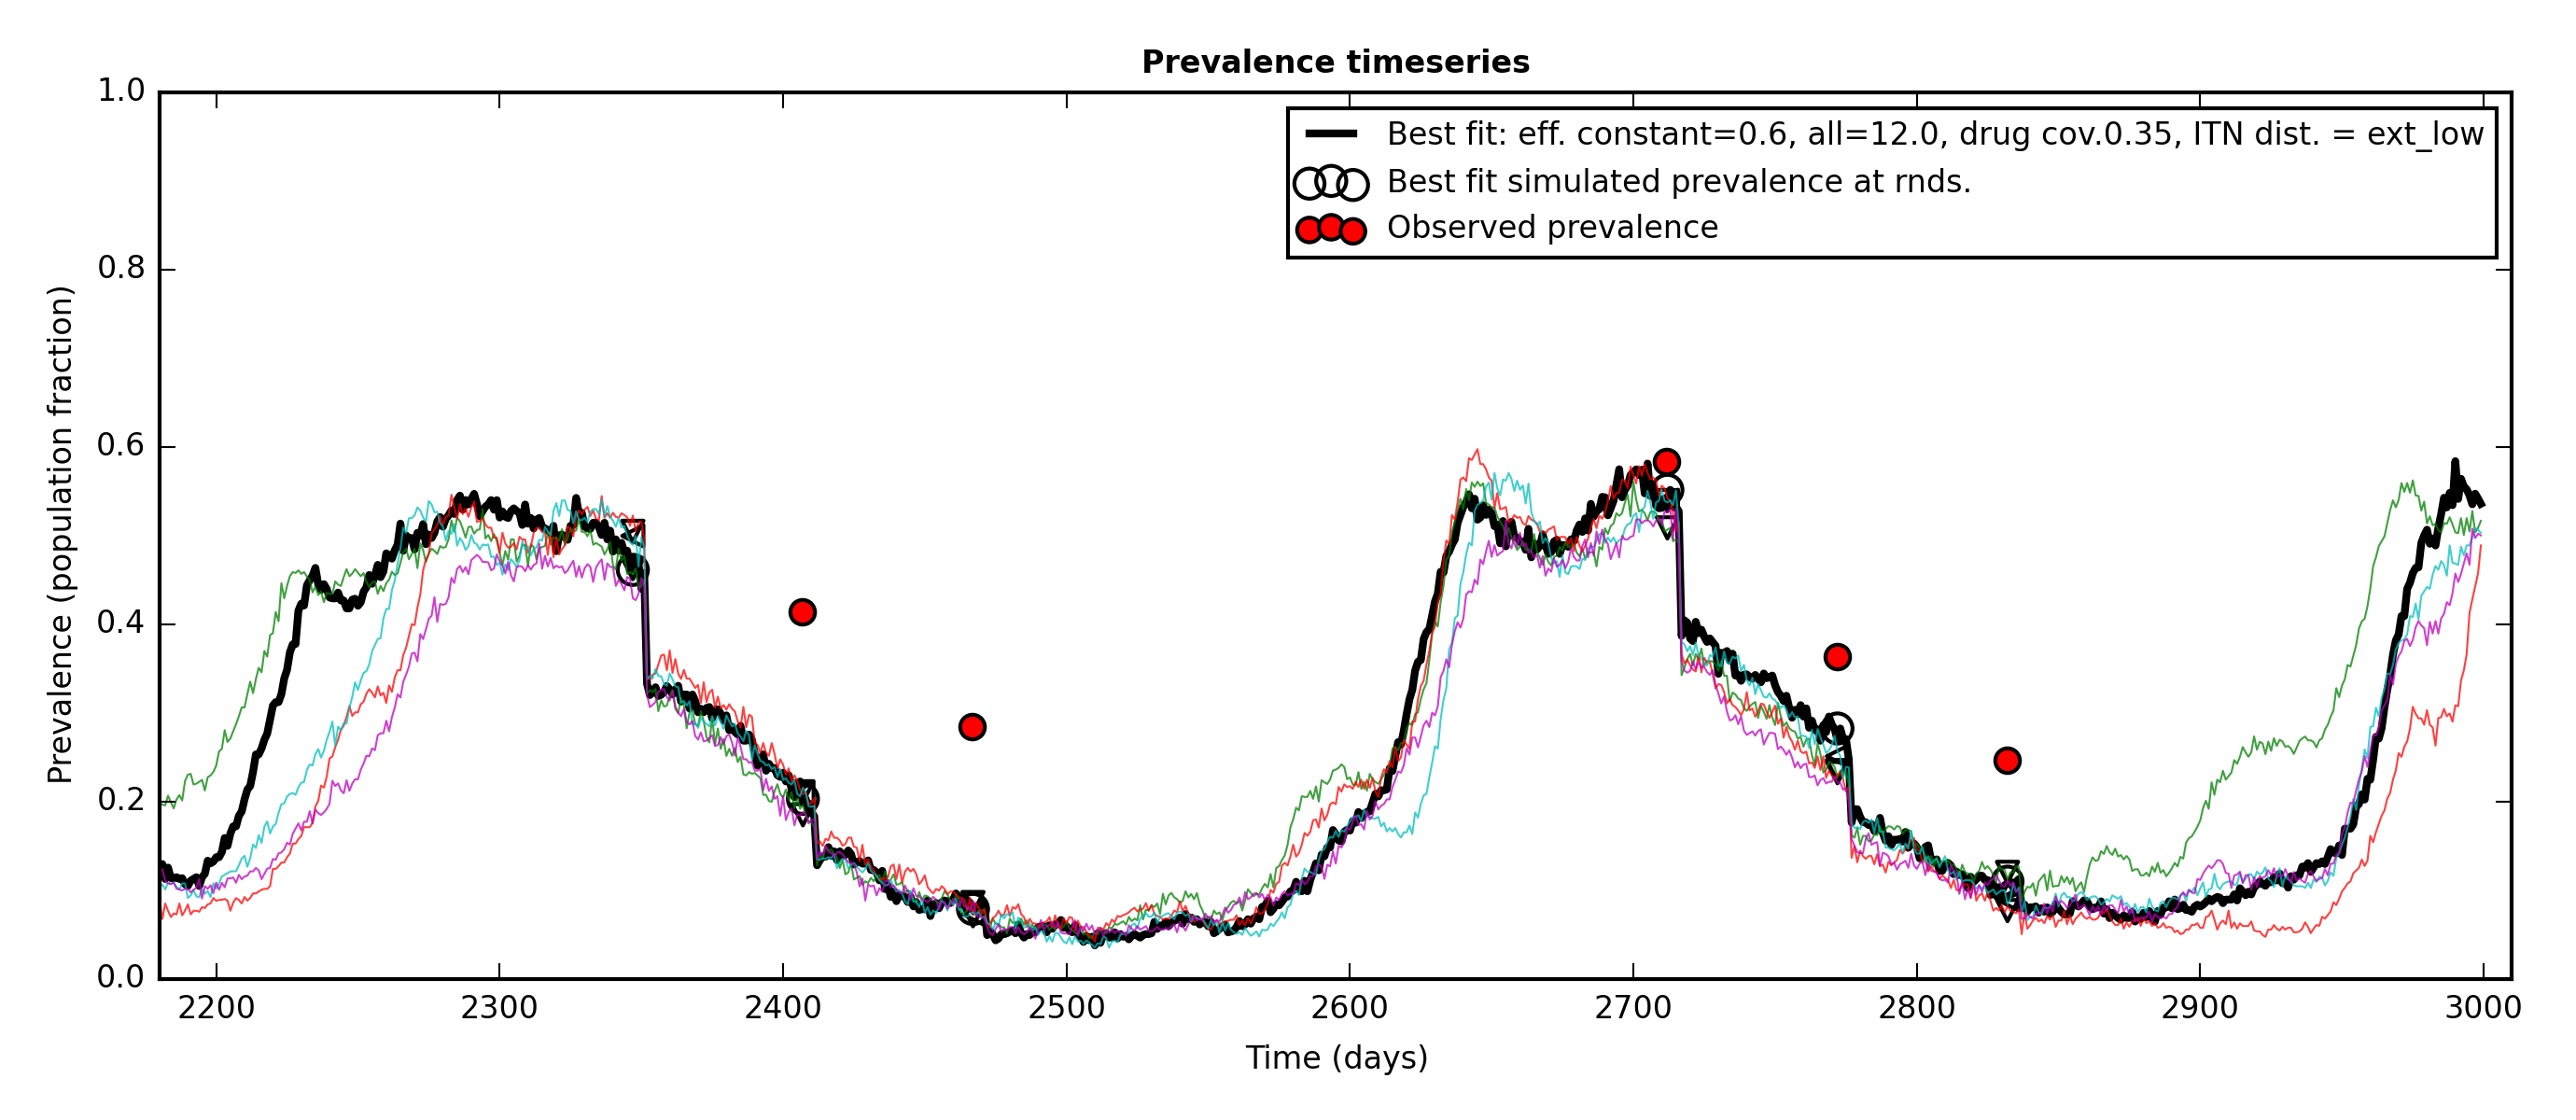 Prevalence timeseries
Best fit: eff. constant=0.6, all=12.0, drug cov.0.35, ITN dist. = ext_low
Best fit simulated prevalence at rnds.
Observed prevalence
Prevalence (population fraction)
1.0
0.8
0.6
0.4
0.2
0.0
2200 2300 2400 2500 2600 2700 2800 2900 3000
Time (days)